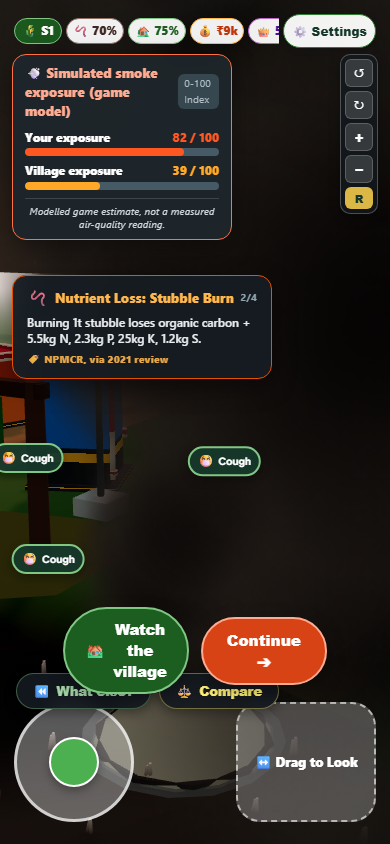 S1
70%
75%
₹9k
Settings
Simulated smoke
exposure (game
model)
0-100
Index
Your exposure 82 / 100
Village exposure 39 / 100
Modelled game estimate, not a measured
air-quality reading.
R
Nutrient Loss: Stubble Burn 2/4
Burning 1t stubble loses organic carbon +
5.5kg N, 2.3kg P, 25kg K, 1.2kg S.
NPMCR, via 2021 review
Cough
Cough
Cough
Watch
the
village
Continue
→
What else?
Compare
Drag to Look